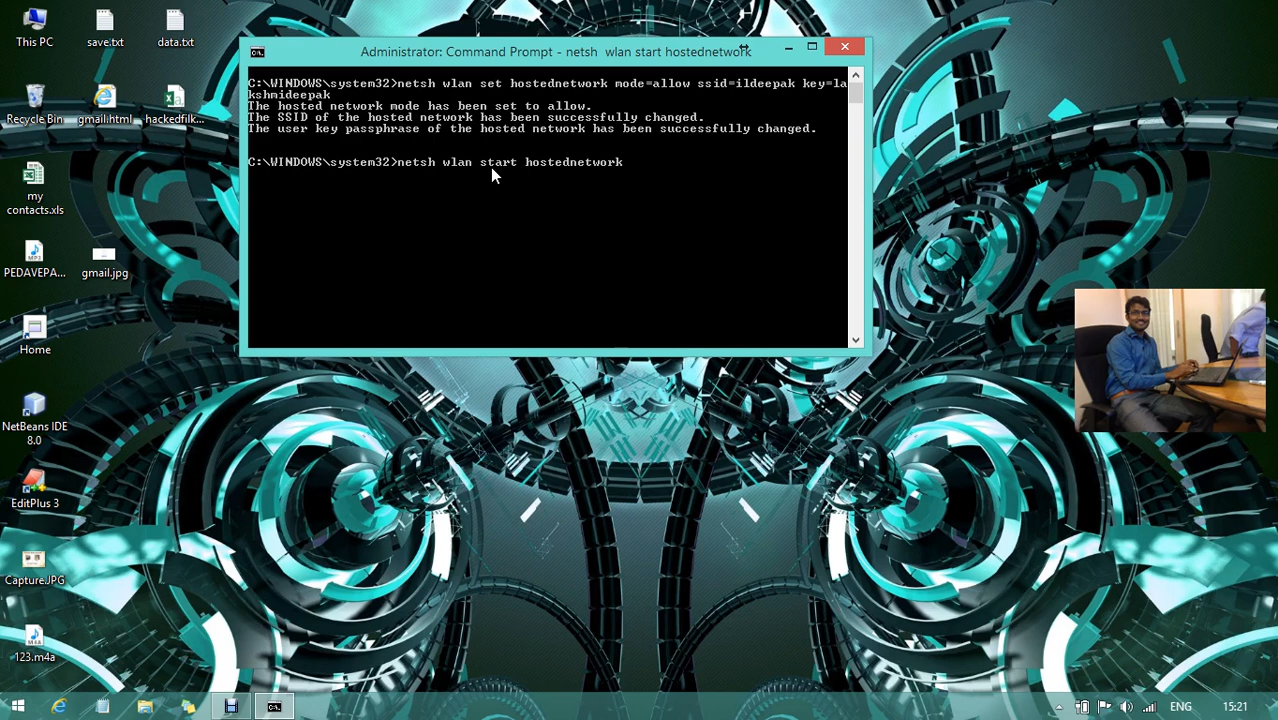 This PC
save.txt
data.txt
Recycle Bin
gmail.html
hackedfilk...
my
contacts.xls
PEDAVEPA...
gmail.jpg
Home
NetBeans IDE
8.0
EditPlus 3
Capture.JPG
123.m4a
Administrator: Command Prompt - netsh  wlan start hostednetwork
C:\WINDOWS\system32>netsh wlan set hostednetwork mode=allow ssid=ildeepak key=la
kshmideepak
The hosted network mode has been set to allow.
The SSID of the hosted network has been successfully changed.
The user key passphrase of the hosted network has been successfully changed.
C:\WINDOWS\system32>netsh wlan start hostednetwork
ENG
15:21